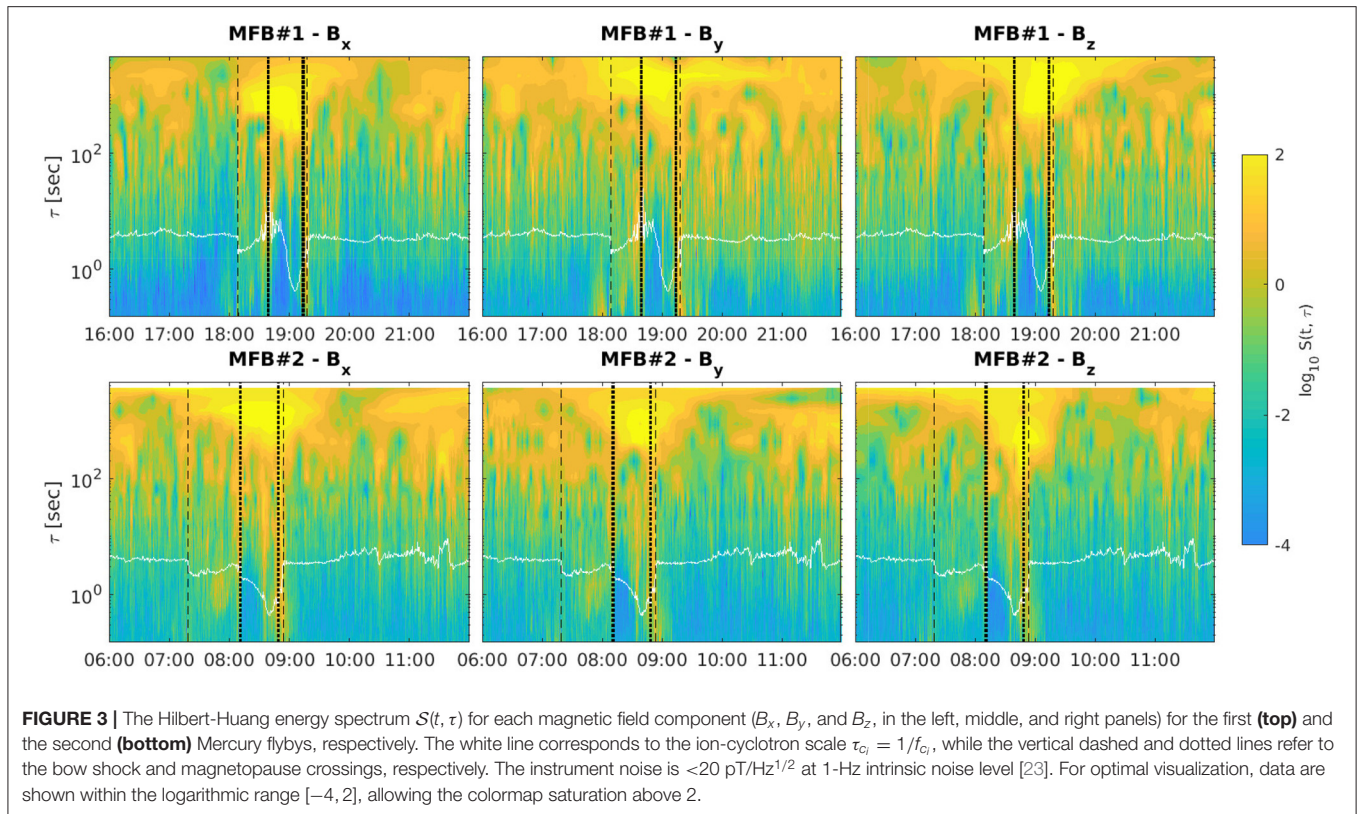 MFB#1 - Bx
MFB#1 - By
MFB#1 - Bz
τ [sec]
10²
10⁰
16:00 17:00 18:00 19:00 20:00 21:00
16:00 17:00 18:00 19:00 20:00 21:00
16:00 17:00 18:00 19:00 20:00 21:00
MFB#2 - Bx
MFB#2 - By
MFB#2 - Bz
τ [sec]
10²
10⁰
06:00 07:00 08:00 09:00 10:00 11:00
06:00 07:00 08:00 09:00 10:00 11:00
06:00 07:00 08:00 09:00 10:00 11:00
2
0
-2
-4
log₁₀ S(t, τ)
FIGURE 3 | The Hilbert-Huang energy spectrum S(t, τ) for each magnetic field component (Bx, By, and Bz, in the left, middle, and right panels) for the first (top) and
the second (bottom) Mercury flybys, respectively. The white line corresponds to the ion-cyclotron scale τci = 1/fci, while the vertical dashed and dotted lines refer to
the bow shock and magnetopause crossings, respectively. The instrument noise is <20 pT/Hz^1/2 at 1-Hz intrinsic noise level [23]. For optimal visualization, data are
shown within the logarithmic range [−4, 2], allowing the colormap saturation above 2.